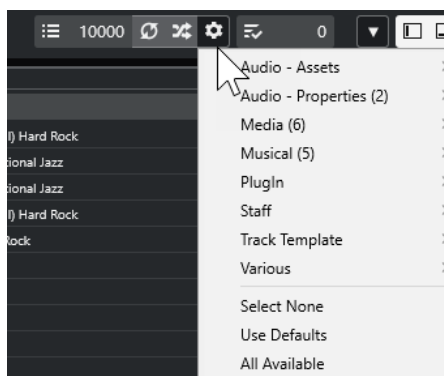 10000 0
Audio - Assets
Audio - Properties (2)
Media (6)
l) Hard Rock
Musical (5)
tional Jazz
PlugIn
tional Jazz
Staff
l) Hard Rock
Track Template
Rock
Various
Select None
Use Defaults
All Available